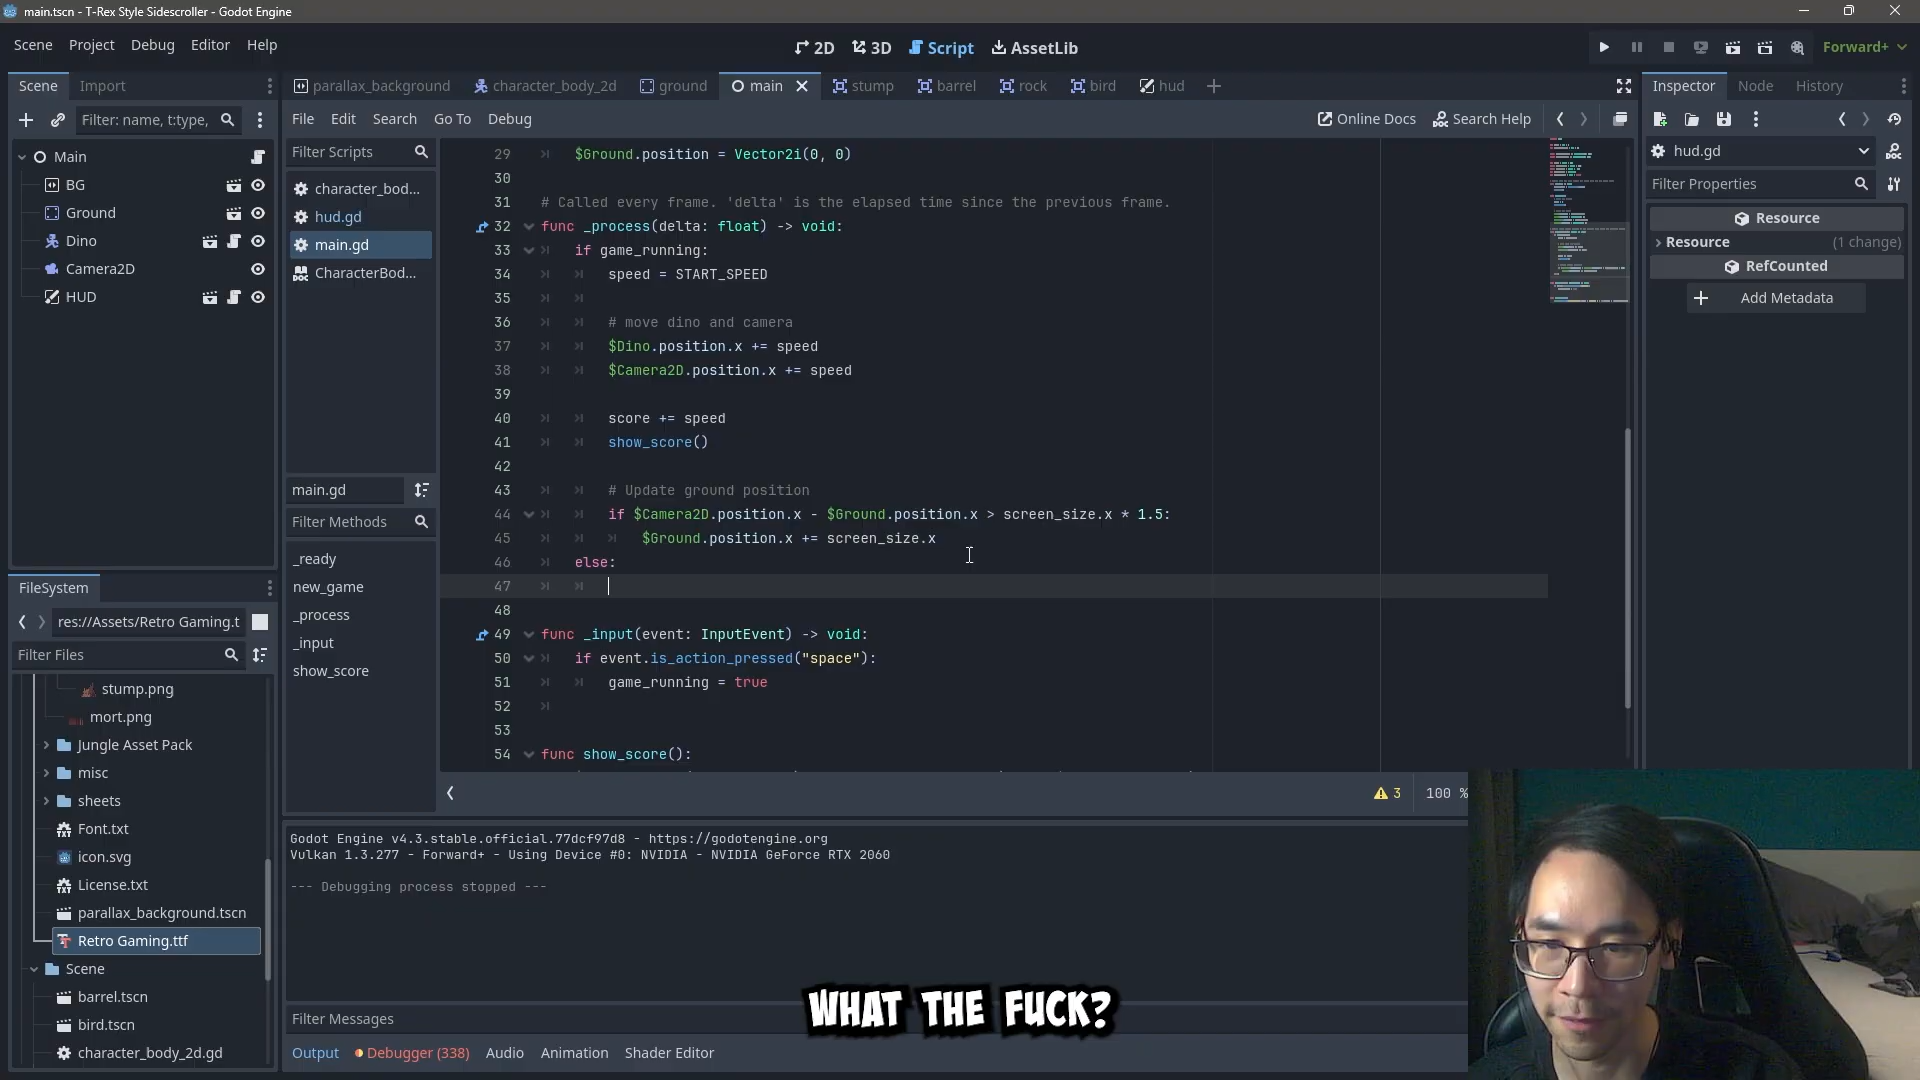 main.tscn - T-Rex Style Sidescroller - Godot Engine
Scene Project Debug Editor Help
2D 3D Script AssetLib
Forward+
Scene Import
Filter: name, t:type,
Main
BG
Ground
Dino
Camera2D
HUD
FileSystem
res://Assets/Retro Gaming.t
Filter Files
stump.png
mort.png
Jungle Asset Pack
misc
sheets
Font.txt
icon.svg
License.txt
parallax_background.tscn
Retro Gaming.ttf
Scene
barrel.tscn
bird.tscn
character_body_2d.gd
parallax_background character_body_2d ground main stump barrel rock bird hud
File Edit Search Go To Debug
Online Docs Search Help
Filter Scripts
character_bod...
hud.gd
main.gd
CharacterBod...
main.gd
Filter Methods
_ready
new_game
_process
_input
show_score
29 $Ground.position = Vector2i(0, 0)
30
31 # Called every frame. 'delta' is the elapsed time since the previous frame.
32 func _process(delta: float) -> void:
33 if game_running:
34 speed = START_SPEED
35
36 # move dino and camera
37 $Dino.position.x += speed
38 $Camera2D.position.x += speed
39
40 score += speed
41 show_score()
42
43 # Update ground position
44 if $Camera2D.position.x - $Ground.position.x > screen_size.x * 1.5:
45 $Ground.position.x += screen_size.x
46 else:
47
48
49 func _input(event: InputEvent) -> void:
50 if event.is_action_pressed("space"):
51 game_running = true
52
53
54 func show_score():
3 100 %
Godot Engine v4.3.stable.official.77dcf97d8 - https://godotengine.org
Vulkan 1.3.277 - Forward+ - Using Device #0: NVIDIA - NVIDIA GeForce RTX 2060
--- Debugging process stopped ---
WHAT THE FUCK?
Filter Messages
Output Debugger (338) Audio Animation Shader Editor
Inspector Node History
hud.gd
Filter Properties
Resource
Resource (1 change)
RefCounted
Add Metadata